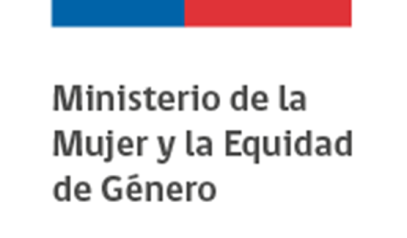 Ministerio de la
Mujer y la Equidad
de Género